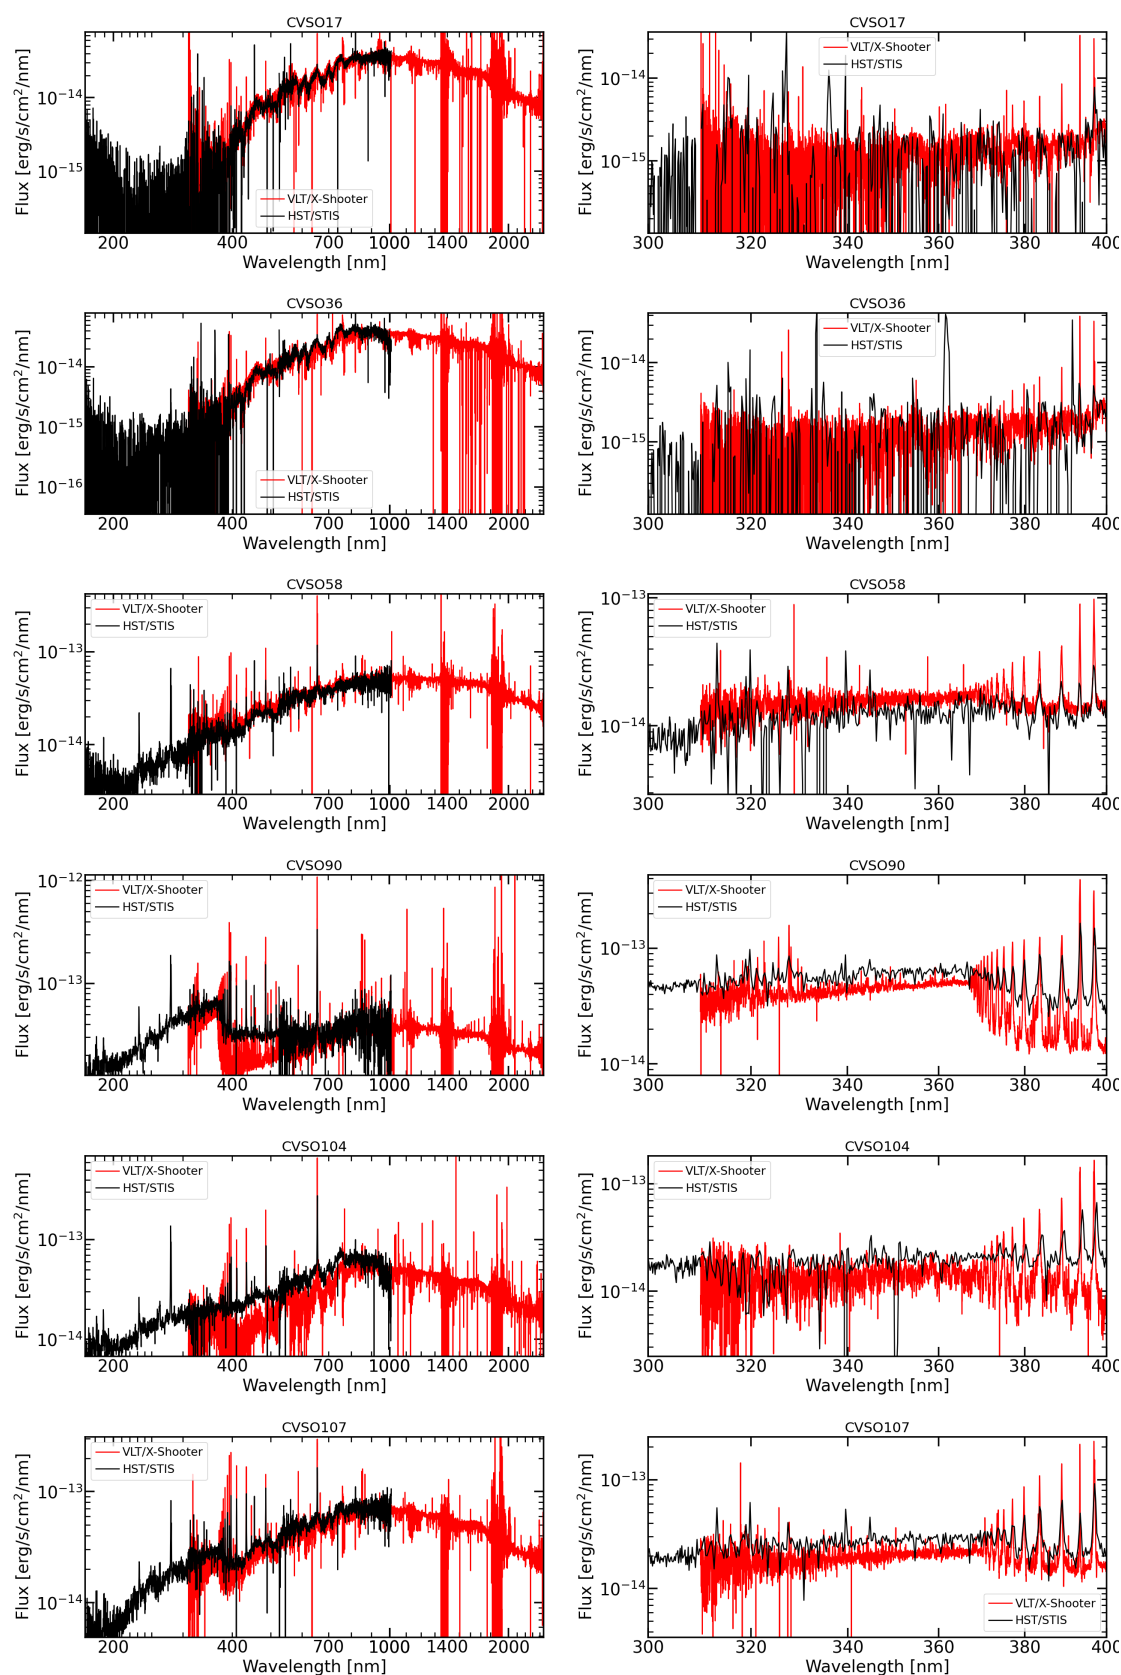 CVSO17
Flux [erg/s/cm²/nm]
10⁻¹⁴
10⁻¹⁵
VLT/X-Shooter
HST/STIS
200 400 700 1000 1400 2000
Wavelength [nm]
CVSO17
Flux [erg/s/cm²/nm]
10⁻¹⁴
10⁻¹⁵
VLT/X-Shooter
HST/STIS
300 320 340 360 380 400
Wavelength [nm]
CVSO36
Flux [erg/s/cm²/nm]
10⁻¹⁴
10⁻¹⁵
10⁻¹⁶
VLT/X-Shooter
HST/STIS
200 400 700 1000 1400 2000
Wavelength [nm]
CVSO36
Flux [erg/s/cm²/nm]
10⁻¹⁴
10⁻¹⁵
VLT/X-Shooter
HST/STIS
300 320 340 360 380 400
Wavelength [nm]
CVSO58
Flux [erg/s/cm²/nm]
10⁻¹³
10⁻¹⁴
VLT/X-Shooter
HST/STIS
200 400 700 1000 1400 2000
Wavelength [nm]
CVSO58
Flux [erg/s/cm²/nm]
10⁻¹³
10⁻¹⁴
VLT/X-Shooter
HST/STIS
300 320 340 360 380 400
Wavelength [nm]
CVSO90
Flux [erg/s/cm²/nm]
10⁻¹²
10⁻¹³
VLT/X-Shooter
HST/STIS
200 400 700 1000 1400 2000
Wavelength [nm]
CVSO90
Flux [erg/s/cm²/nm]
10⁻¹³
10⁻¹⁴
VLT/X-Shooter
HST/STIS
300 320 340 360 380 400
Wavelength [nm]
CVSO104
Flux [erg/s/cm²/nm]
10⁻¹³
10⁻¹⁴
VLT/X-Shooter
HST/STIS
200 400 700 1000 1400 2000
Wavelength [nm]
CVSO104
Flux [erg/s/cm²/nm]
10⁻¹³
10⁻¹⁴
VLT/X-Shooter
HST/STIS
300 320 340 360 380 400
Wavelength [nm]
CVSO107
Flux [erg/s/cm²/nm]
10⁻¹³
10⁻¹⁴
VLT/X-Shooter
HST/STIS
200 400 700 1000 1400 2000
Wavelength [nm]
CVSO107
Flux [erg/s/cm²/nm]
10⁻¹³
10⁻¹⁴
VLT/X-Shooter
HST/STIS
300 320 340 360 380 400
Wavelength [nm]